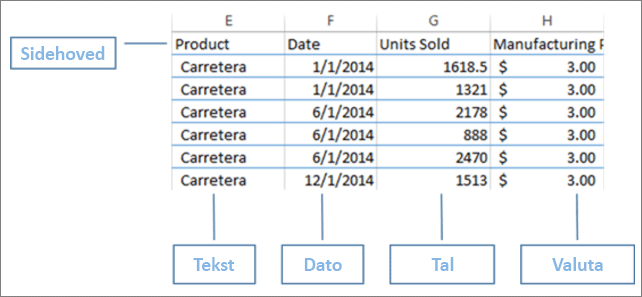 E F G H
Sidehoved
Product Date Units Sold Manufacturing P
Carretera 1/1/2014 1618.5 $ 3.00
Carretera 1/1/2014 1321 $ 3.00
Carretera 6/1/2014 2178 $ 3.00
Carretera 6/1/2014 888 $ 3.00
Carretera 6/1/2014 2470 $ 3.00
Carretera 12/1/2014 1513 $ 3.00
Tekst Dato Tal Valuta